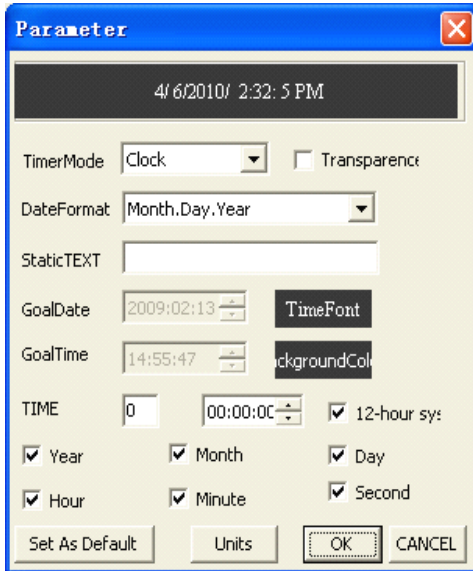 Parameter
4/ 6/2010/ 2:32: 5 PM
TimerMode Clock Transparence
DateFormat Month.Day.Year
StaticTEXT
GoalDate 2009:02:13 TimeFont
GoalTime 14:55:47 ckgroundColo
TIME 0 00:00:00 12-hour sys
Year Month Day
Hour Minute Second
Set As Default Units OK CANCEL